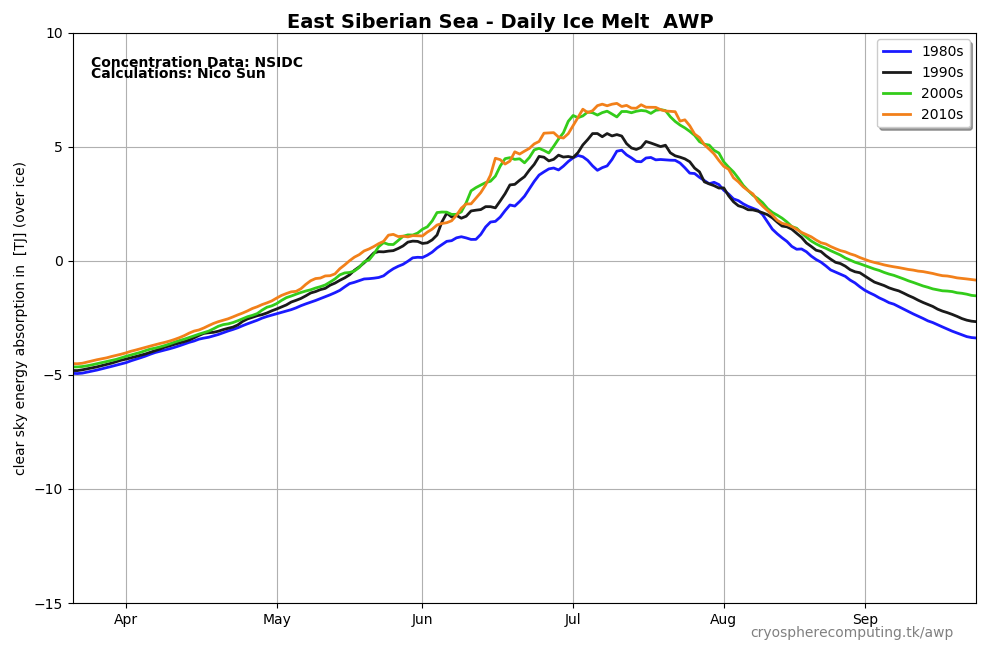 East Siberian Sea - Daily Ice Melt  AWP
10
5
0
−5
−10
−15
clear sky energy absorption in  [TJ] (over ice)
Concentration Data: NSIDC
Calculations: Nico Sun
1980s
1990s
2000s
2010s
Apr May Jun Jul Aug Sep
cryospherecomputing.tk/awp